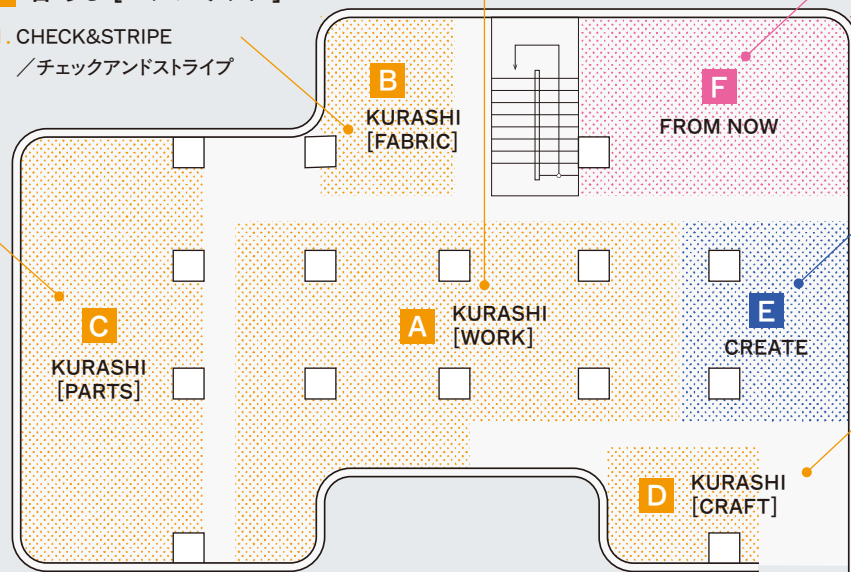 . CHECK&STRIPE
／チェックアンドストライプ
B
KURASHI
[FABRIC]
F
FROM NOW
C
KURASHI
[PARTS]
A
KURASHI
[WORK]
E
CREATE
D
KURASHI
[CRAFT]